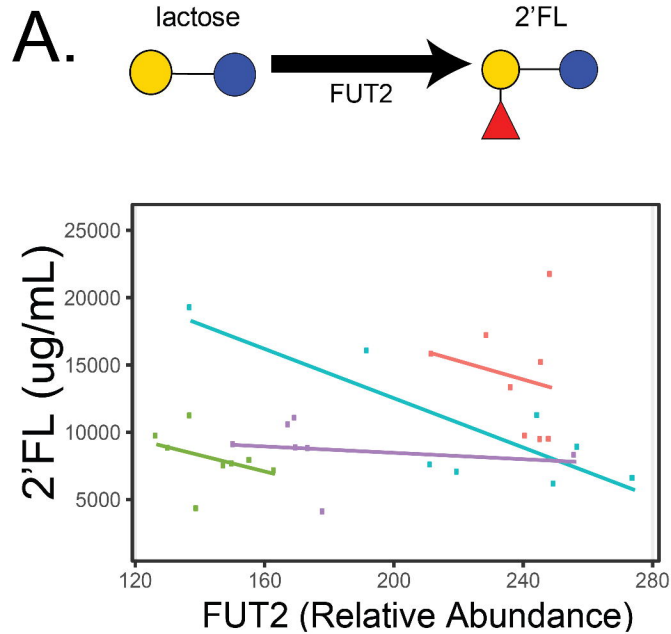 A.
lactose
2'FL
FUT2
2'FL (ug/mL)
25000
20000
15000
10000
5000
120
160
200
240
280
FUT2 (Relative Abundance)